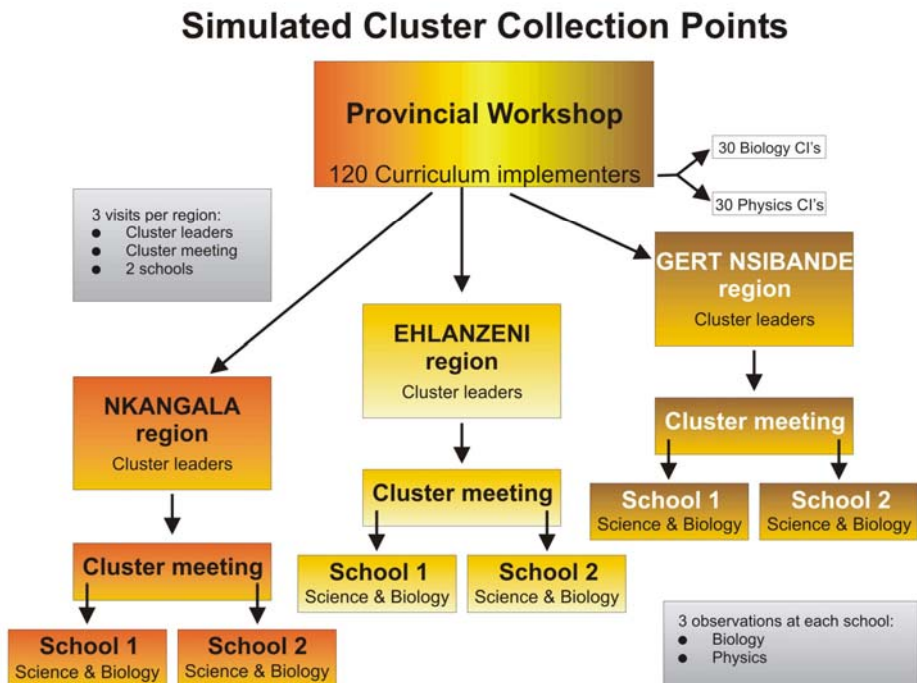 Simulated Cluster Collection Points
Provincial Workshop
120 Curriculum implementers
30 Biology CI's
30 Physics CI's
3 visits per region:
● Cluster leaders
● Cluster meeting
● 2 schools
GERT NSIBANDE
region
Cluster leaders
EHLANZENI
region
Cluster leaders
NKANGALA
region
Cluster leaders
Cluster meeting
School 1
Science & Biology
School 2
Science & Biology
Cluster meeting
School 1
Science & Biology
School 2
Science & Biology
Cluster meeting
School 1
Science & Biology
School 2
Science & Biology
3 observations at each school:
● Biology
● Physics